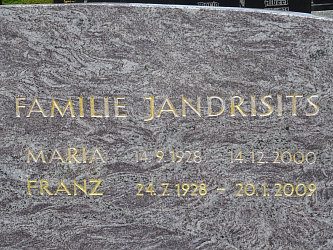 FAMILIE JANDRISITS
MARIA 14.9.1928 14.12.2000
FRANZ 24.7.1928 – 20.1.2009